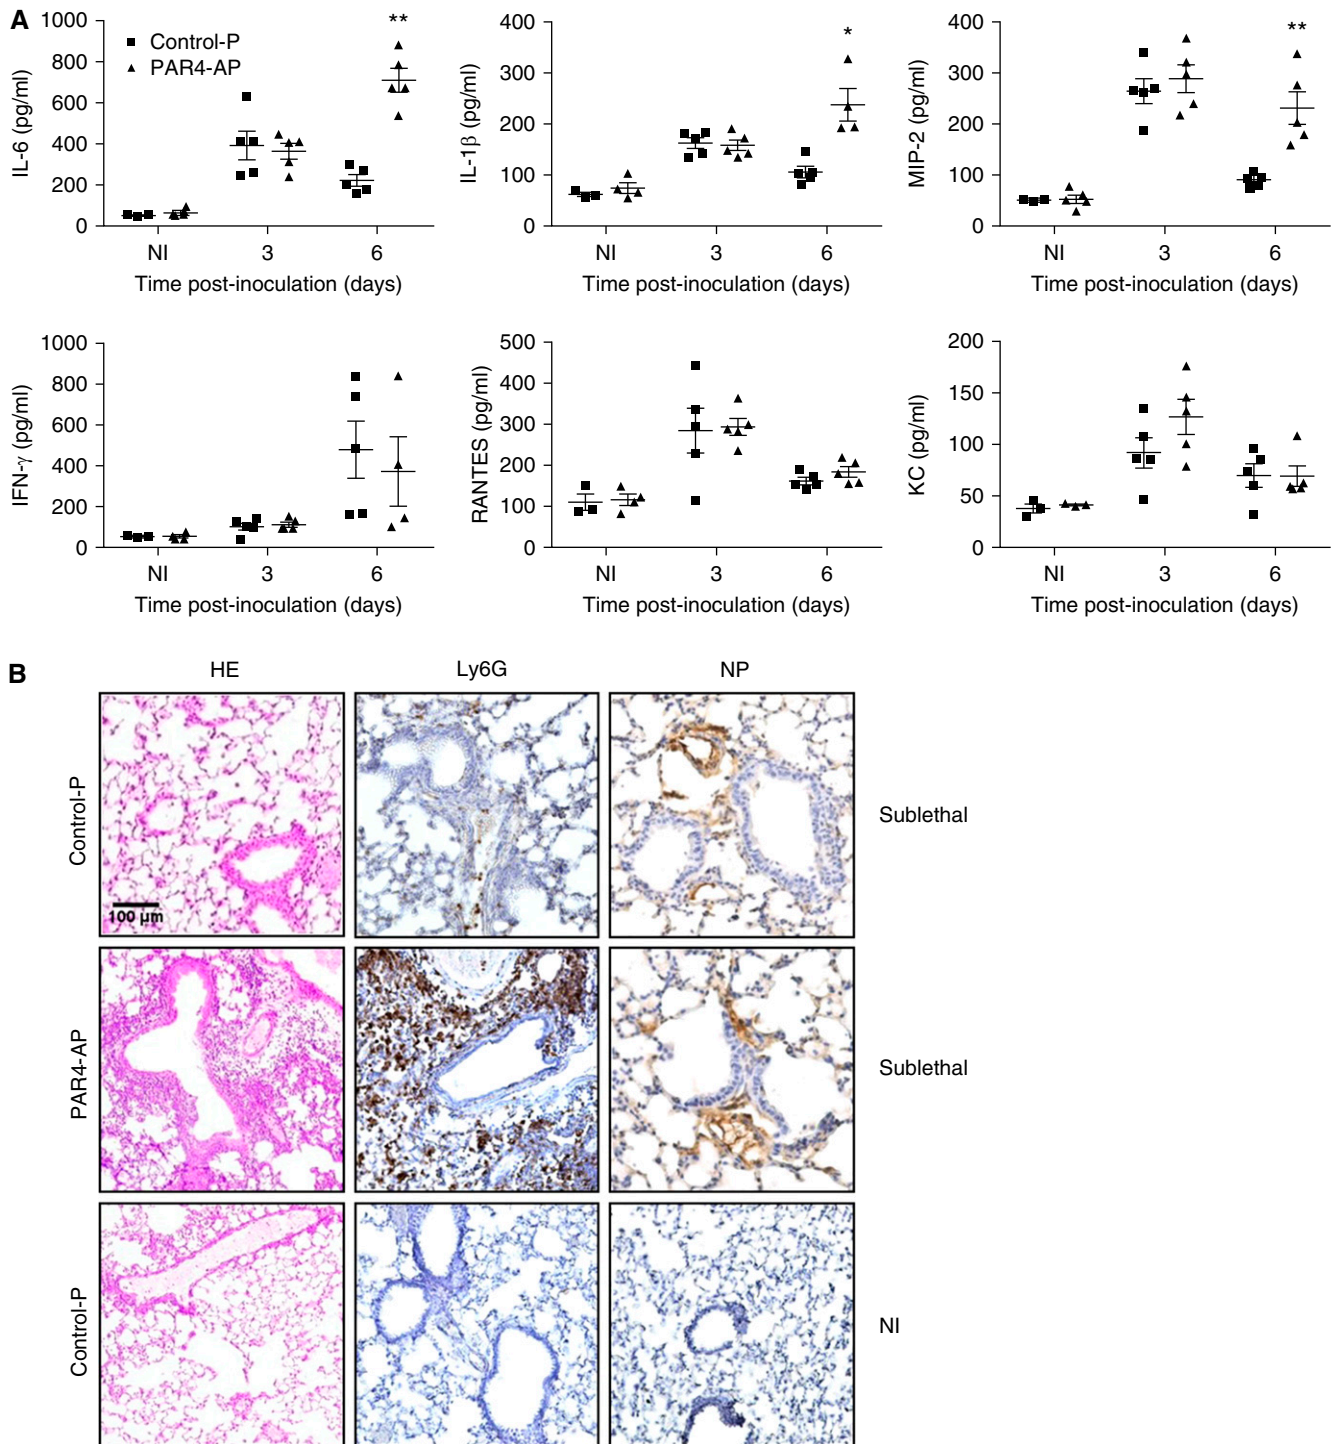 A
1000
800
600
400
200
0
IL-6 (pg/ml)
Control-P
PAR4-AP
**
NI 3 6
Time post-inoculation (days)
400
300
200
100
0
IL-1β (pg/ml)
*
NI 3 6
Time post-inoculation (days)
400
300
200
100
0
MIP-2 (pg/ml)
**
NI 3 6
Time post-inoculation (days)
1000
800
600
400
200
0
IFN-γ (pg/ml)
NI 3 6
Time post-inoculation (days)
500
400
300
200
100
0
RANTES (pg/ml)
NI 3 6
Time post-inoculation (days)
200
150
100
50
0
KC (pg/ml)
NI 3 6
Time post-inoculation (days)
B
HE Ly6G NP
Control-P
100 µm
Sublethal
PAR4-AP
Sublethal
Control-P
NI